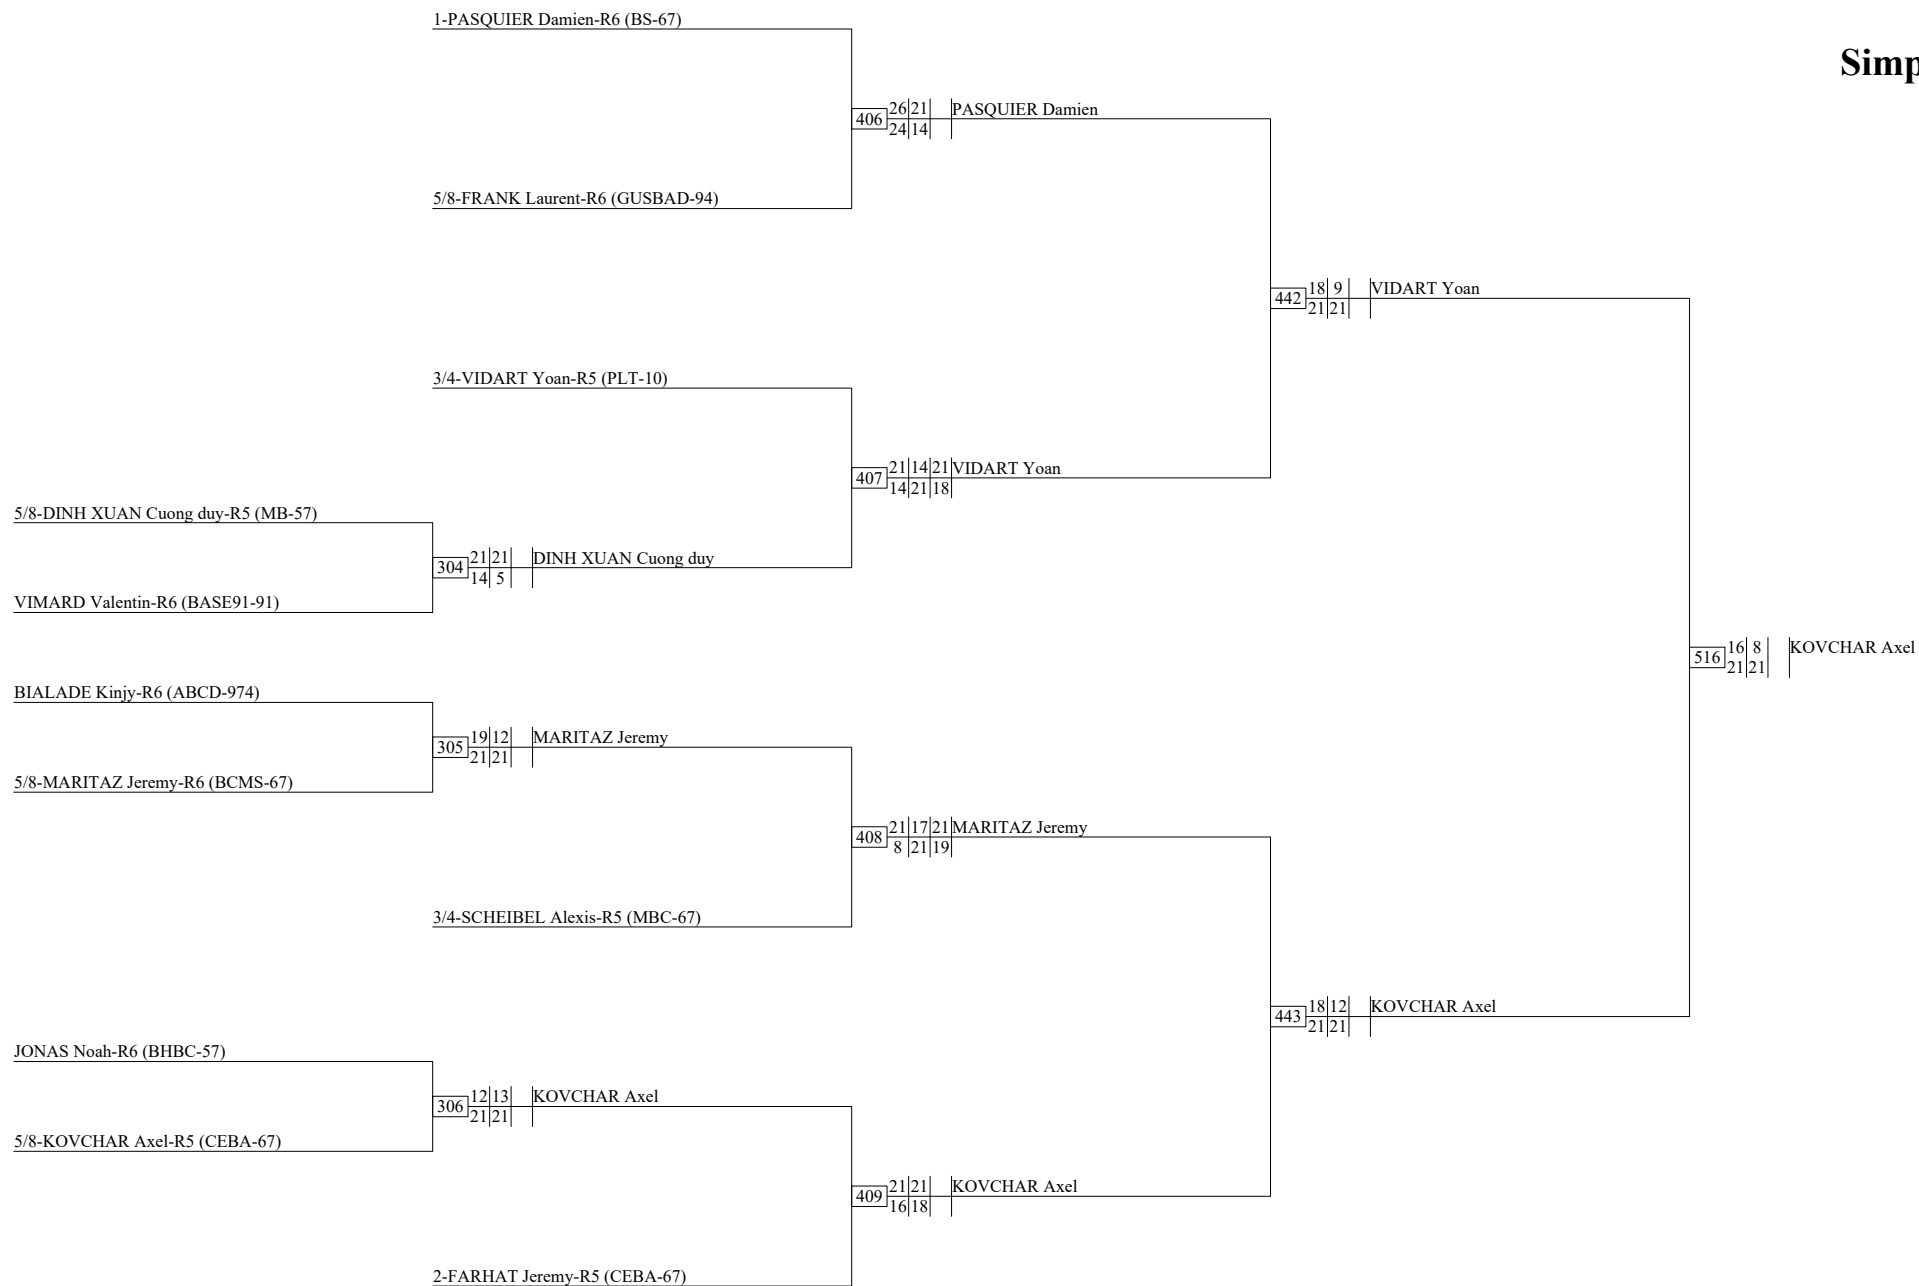 1-PASQUIER Damien-R6 (BS-67)
Simp
406 26 21 PASQUIER Damien
24 14
5/8-FRANK Laurent-R6 (GUSBAD-94)
442 18 9 VIDART Yoan
21 21
3/4-VIDART Yoan-R5 (PLT-10)
407 21 14 21 VIDART Yoan
14 21 18
5/8-DINH XUAN Cuong duy-R5 (MB-57)
304 21 21 DINH XUAN Cuong duy
14 5
VIMARD Valentin-R6 (BASE91-91)
516 16 8 KOVCHAR Axel
21 21
BIALADE Kinjy-R6 (ABCD-974)
305 19 12 MARITAZ Jeremy
21 21
5/8-MARITAZ Jeremy-R6 (BCMS-67)
408 21 17 21 MARITAZ Jeremy
8 21 19
3/4-SCHEIBEL Alexis-R5 (MBC-67)
443 18 12 KOVCHAR Axel
21 21
JONAS Noah-R6 (BHBC-57)
306 12 13 KOVCHAR Axel
21 21
5/8-KOVCHAR Axel-R5 (CEBA-67)
409 21 21 KOVCHAR Axel
16 18
2-FARHAT Jeremy-R5 (CEBA-67)